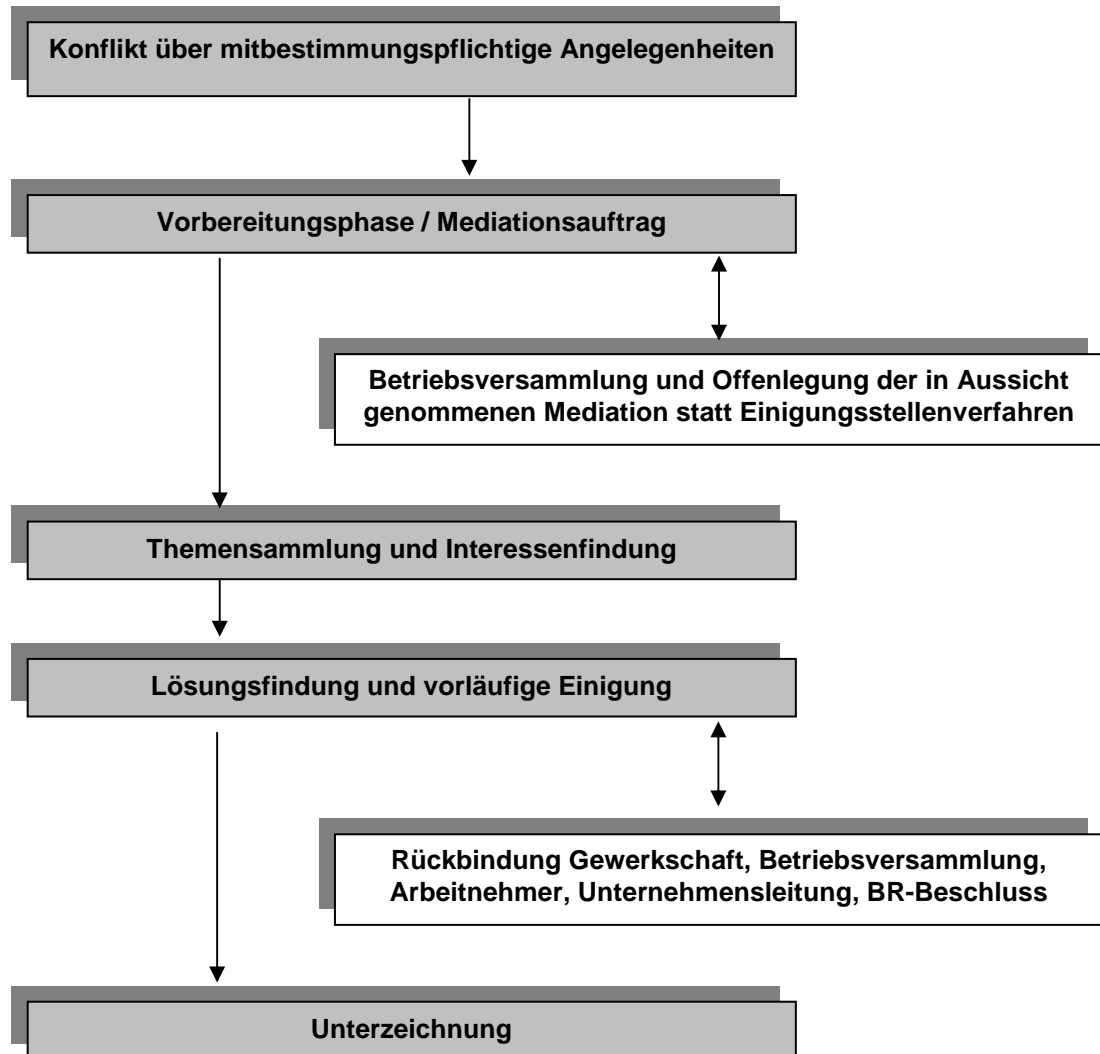 Konflikt über mitbestimmungspflichtige Angelegenheiten
Vorbereitungsphase / Mediationsauftrag
Betriebsversammlung und Offenlegung der in Aussicht
genommenen Mediation statt Einigungsstellenverfahren
Themensammlung und Interessenfindung
Lösungsfindung und vorläufige Einigung
Rückbindung Gewerkschaft, Betriebsversammlung,
Arbeitnehmer, Unternehmensleitung, BR-Beschluss
Unterzeichnung